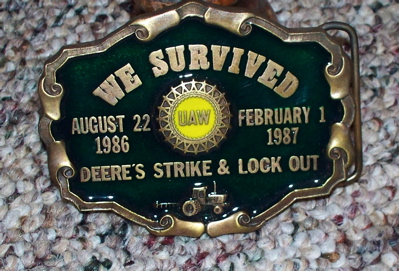 WE SURVIVED
AUGUST 22
1986
UAW
FEBRUARY 1
1987
DEERE'S STRIKE & LOCK OUT